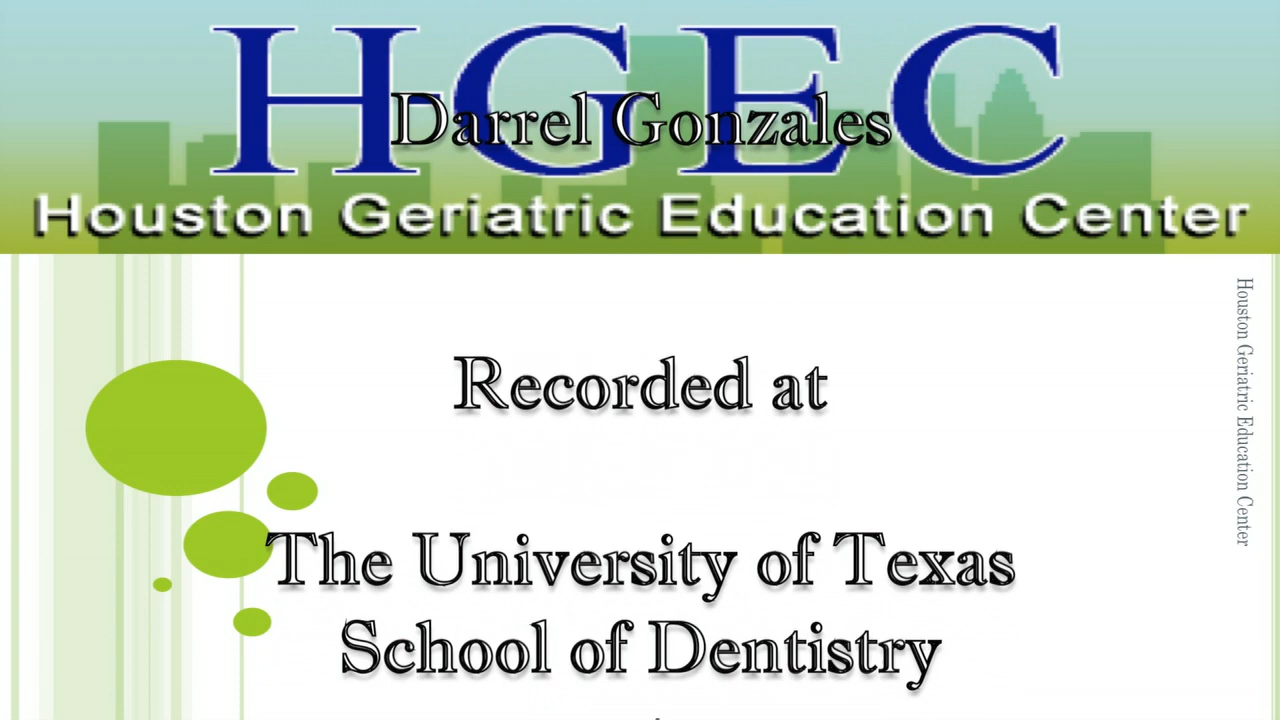 HGEC
Darrel Gonzales
Houston Geriatric Education Center
Houston Geriatric Education Center
Recorded at
The University of Texas
School of Dentistry